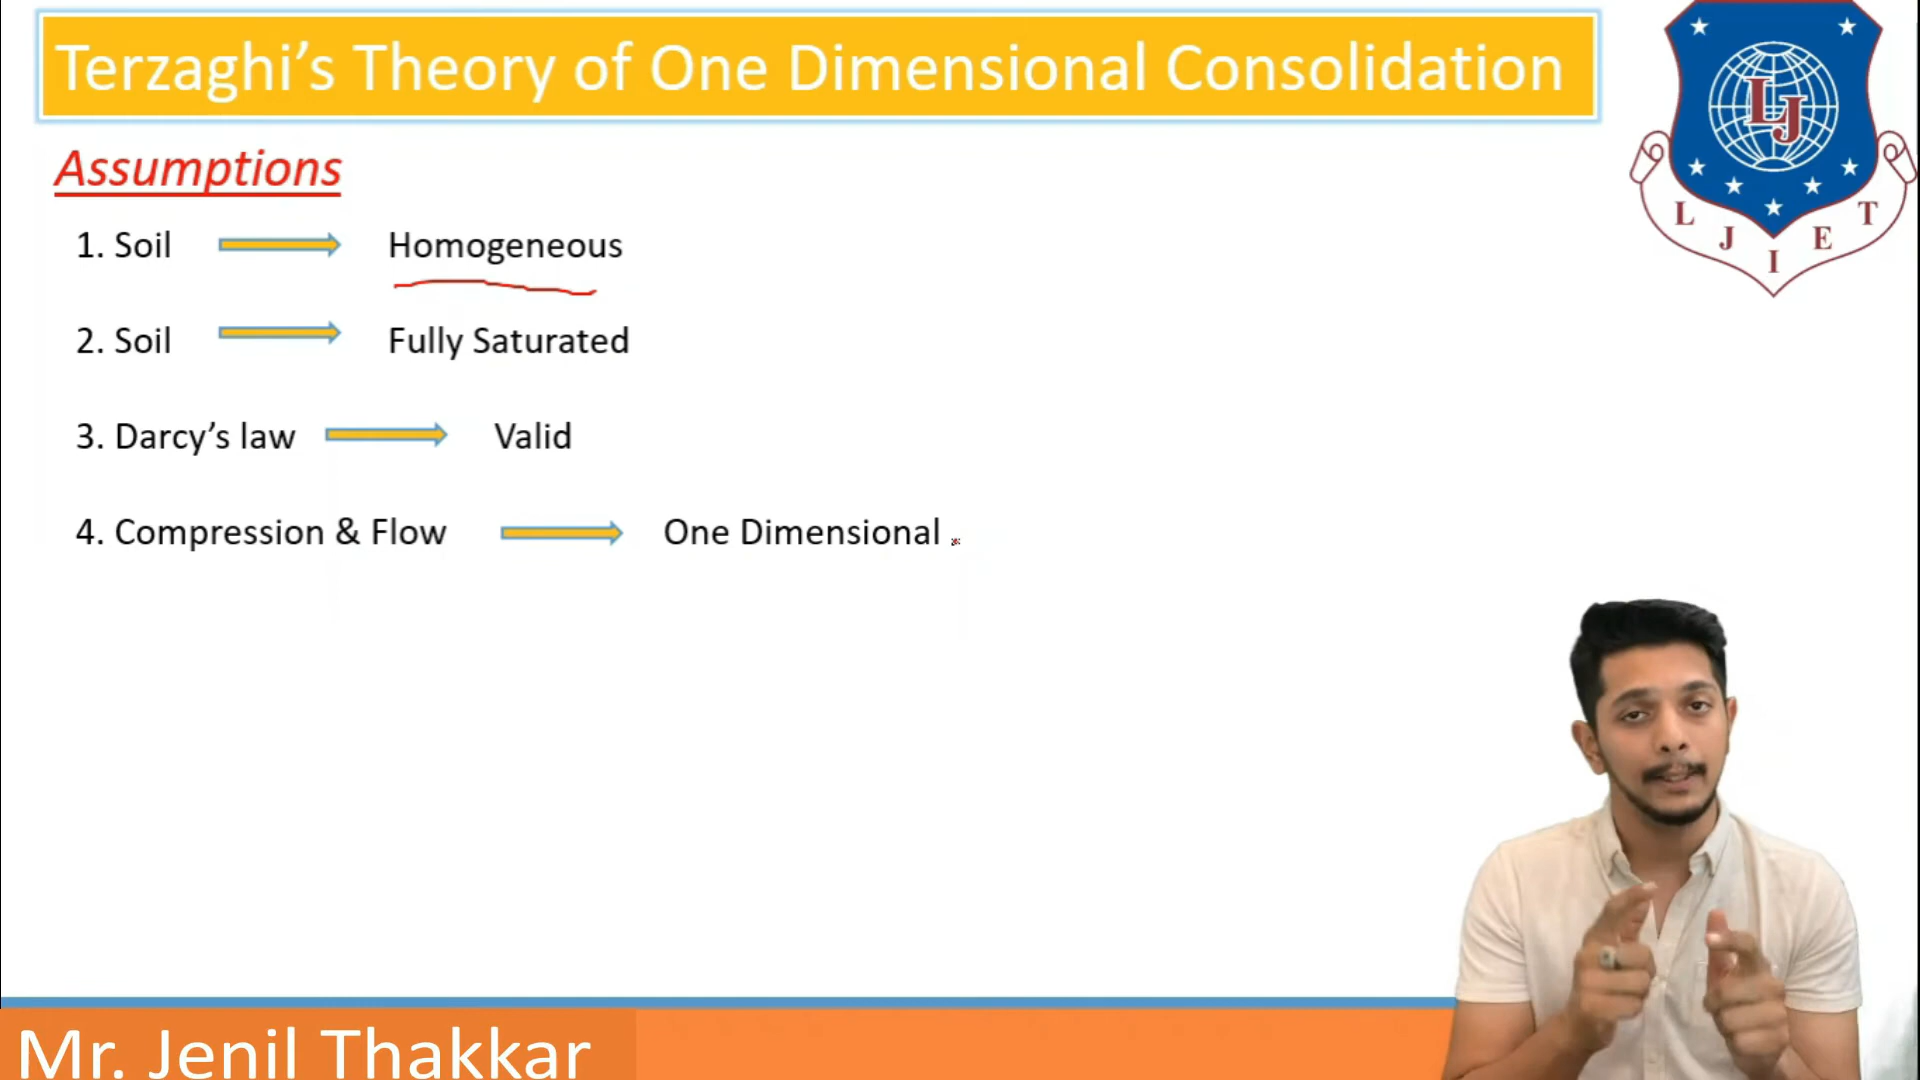 Terzaghi’s Theory of One Dimensional Consolidation
Assumptions
1. Soil Homogeneous
2. Soil Fully Saturated
3. Darcy’s law Valid
4. Compression & Flow One Dimensional
LJ
L J I E T
Mr. Jenil Thakkar